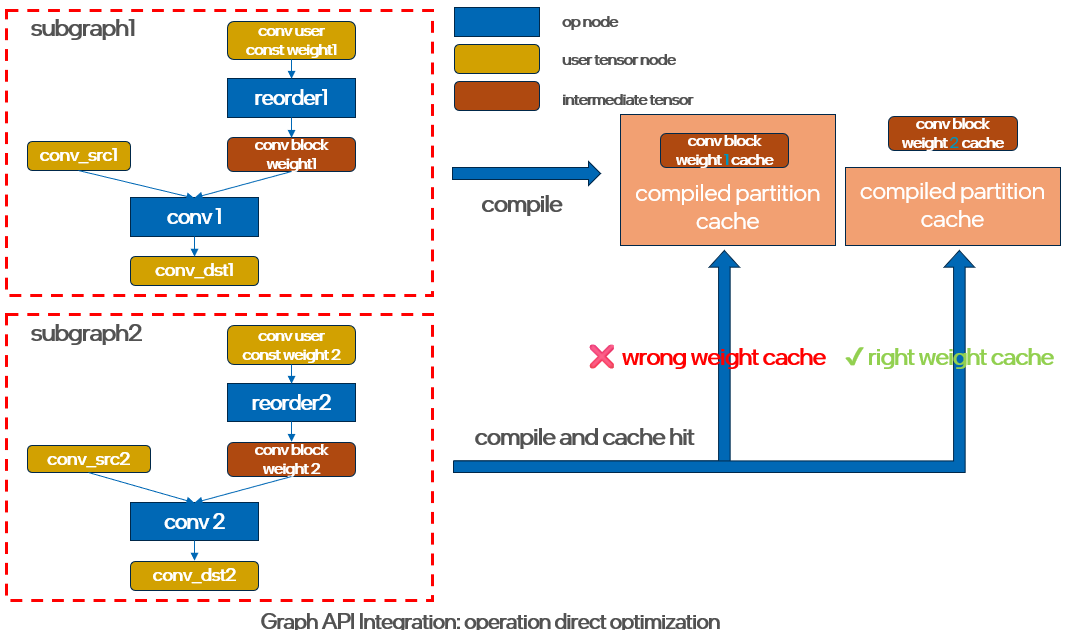 subgraph1
conv user
const weight1
reorder1
conv block
weight1
conv_src1
conv 1
conv_dst1
subgraph2
conv user
const weight 2
reorder2
conv block
weight 2
conv_src2
conv 2
conv_dst2
op node
user tensor node
intermediate tensor
compile
conv block
weight 1 cache
compiled partition
cache
conv block
weight 2 cache
compiled partition
cache
❌ wrong weight cache
✓ right weight cache
compile and cache hit
Graph API Integration: operation direct optimization